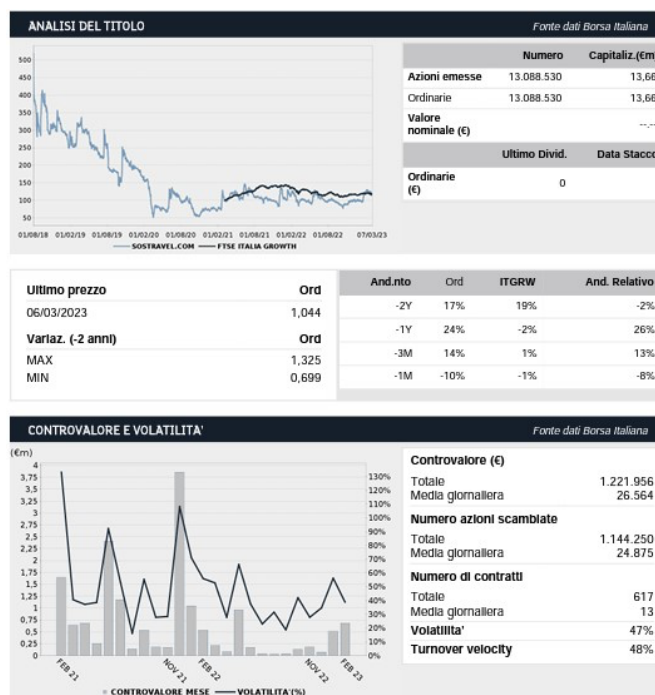 ANALISI DEL TITOLO Fonte dati Borsa Italiana
Numero Capitaliz.(€m
Azioni emesse 13.088.530 13,66
Ordinarie 13.088.530 13,66
Valore
nominale (€) --,--
Ultimo Divid. Data Stacco
Ordinarie
(€) 0
500
450
400
350
300
250
200
150
100
50
01/08/18 01/02/19 01/08/19 01/02/20 01/08/20 01/02/21 01/08/21 01/02/22 01/08/22 07/03/23
SOSTRAVEL.COM FTSE ITALIA GROWTH
Ultimo prezzo Ord
06/03/2023 1,044
Variaz. (-2 anni) Ord
MAX 1,325
MIN 0,699
And.nto Ord ITGRW And. Relativo
-2Y 17% 19% -2%
-1Y 24% -2% 26%
-3M 14% 1% 13%
-1M -10% -1% -8%
CONTROVALORE E VOLATILITA' Fonte dati Borsa Italiana
(€m)
4
3,75
3,5
3,25
3
2,75
2,5
2,25
2
1,75
1,5
1,25
1
0,75
0,5
0,25
0
130%
120%
110%
100%
90%
80%
70%
60%
50%
40%
30%
20%
10%
0%
FEB 21 NOV 21 FEB 22 NOV 22 FEB 23
CONTROVALORE MESE VOLATILITA'(%)
Controvalore (€)
Totale 1.221.956
Media giornaliera 26.564
Numero azioni scambiate
Totale 1.144.250
Media giornaliera 24.875
Numero di contratti
Totale 617
Media giornaliera 13
Volatilita' 47%
Turnover velocity 48%